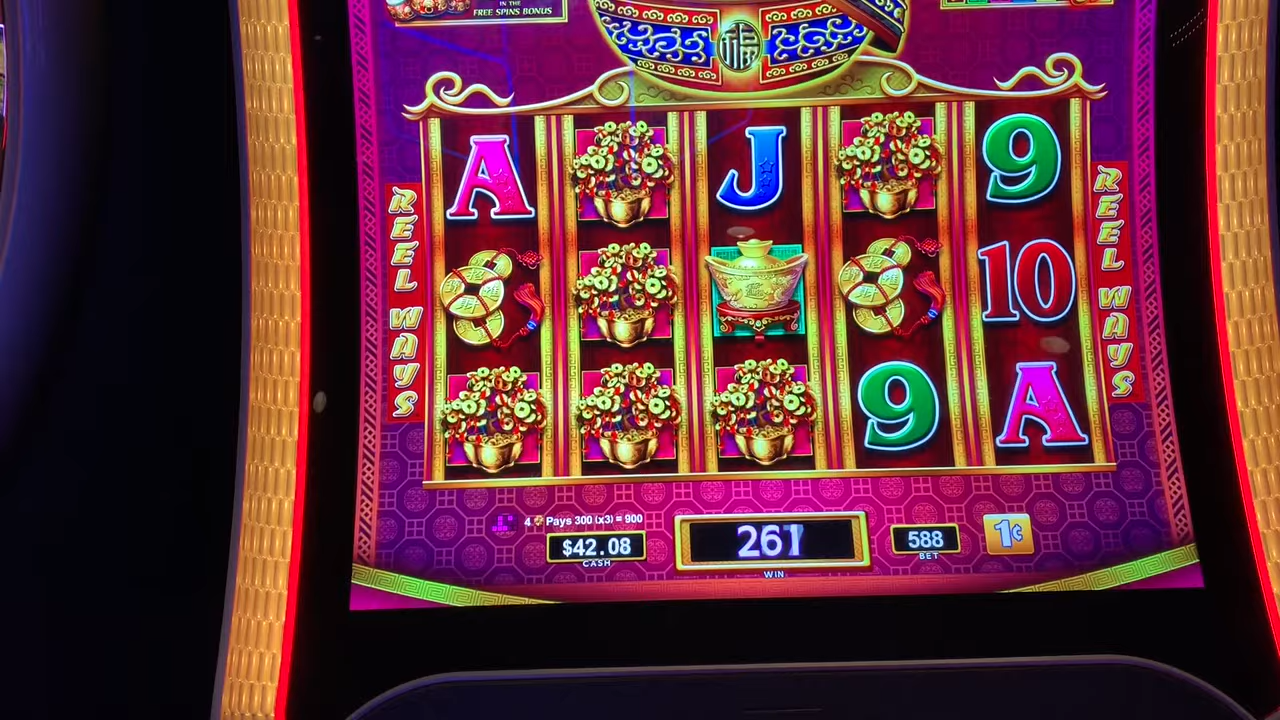 IN THE
FREE SPINS BONUS
福
A J 9
REEL WAYS
10
REEL WAYS
9 A
4 Pays 300 (x3) = 900
$42.08
CASH
261
WIN
588
BET
1¢